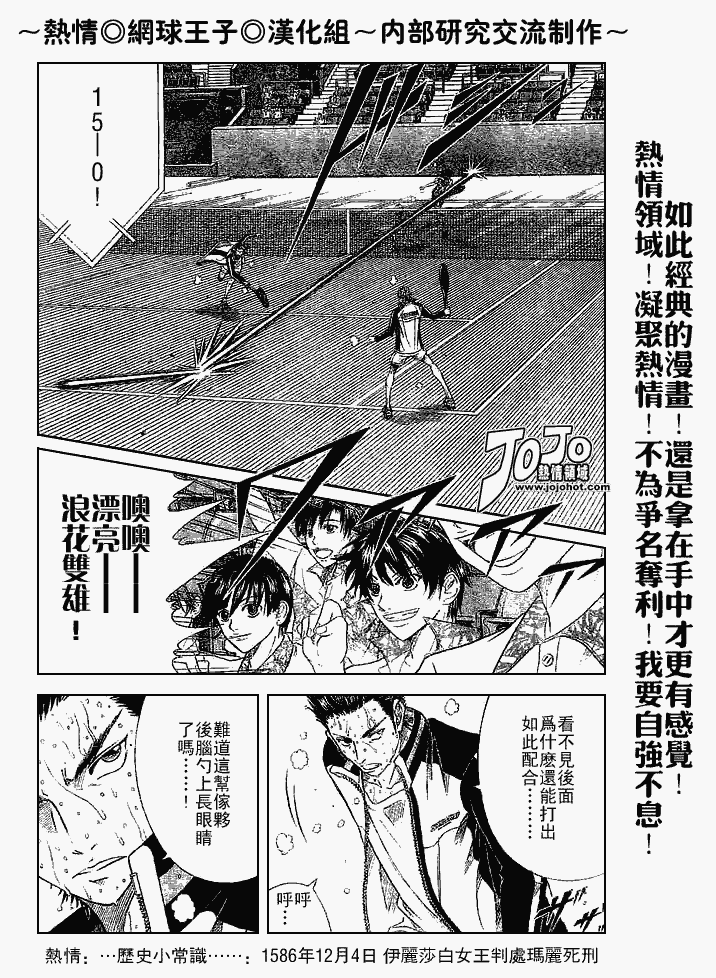 ～熱情◎網球王子◎漢化組～内部研究交流制作～
如此經典的漫畫！還是拿在手中才更有感覺！
熱情領域！凝聚熱情！不為爭名奪利！我要自強不息！
15—0！
JOJO
熱情領域
www.jojohot.com
噢噢——
漂亮——
浪花雙雄！
看不見後面
爲什麽還能打出
如此配合………
呼呼…
難道這幫傢夥
後腦勺上長眼睛
了嗎……！
熱情：…歷史小常識……：1586年12月4日 伊麗莎白女王判處瑪麗死刑